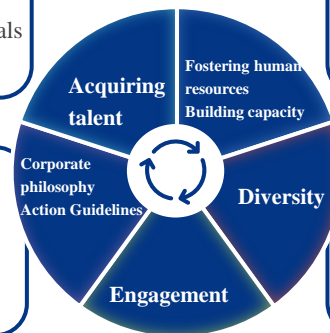 als
Acquiring
talent
Fostering human
resources
Building capacity
Corporate
philosophy
Action Guidelines
Diversity
Engagement